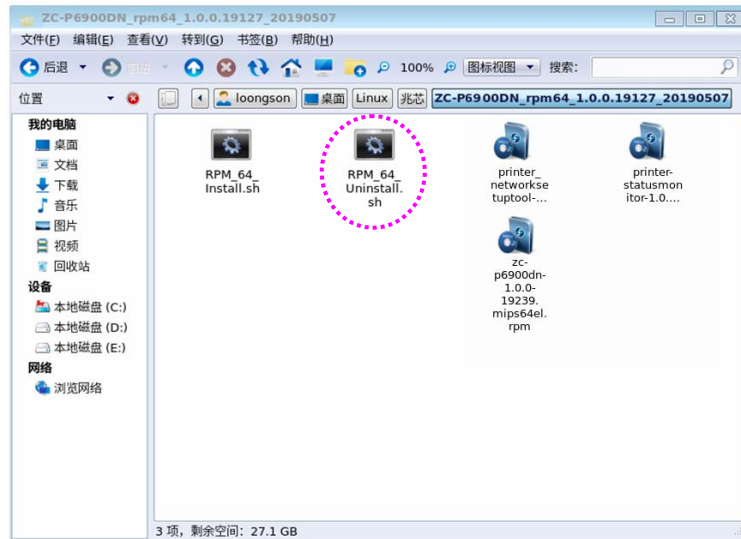 ZC-P6900DN_rpm64_1.0.0.19127_20190507
文件(F) 编辑(E) 查看(V) 转到(G) 书签(B) 帮助(H)
后退 100% 图标视图 搜索:
位置 loongson 桌面 Linux 兆芯 ZC-P6900DN_rpm64_1.0.0.19127_20190507
我的电脑
桌面
文档
下载
音乐
图片
视频
回收站
设备
本地磁盘 (C:)
本地磁盘 (D:)
本地磁盘 (E:)
网络
浏览网络
RPM_64_
Install.sh
RPM_64_
Uninstall.
sh
printer_
networkse
tuptool-...
printer-
statusmon
itor-1.0....
zc-
p6900dn-
1.0.0-
19239.
mips64el.
rpm
3 项, 剩余空间: 27.1 GB